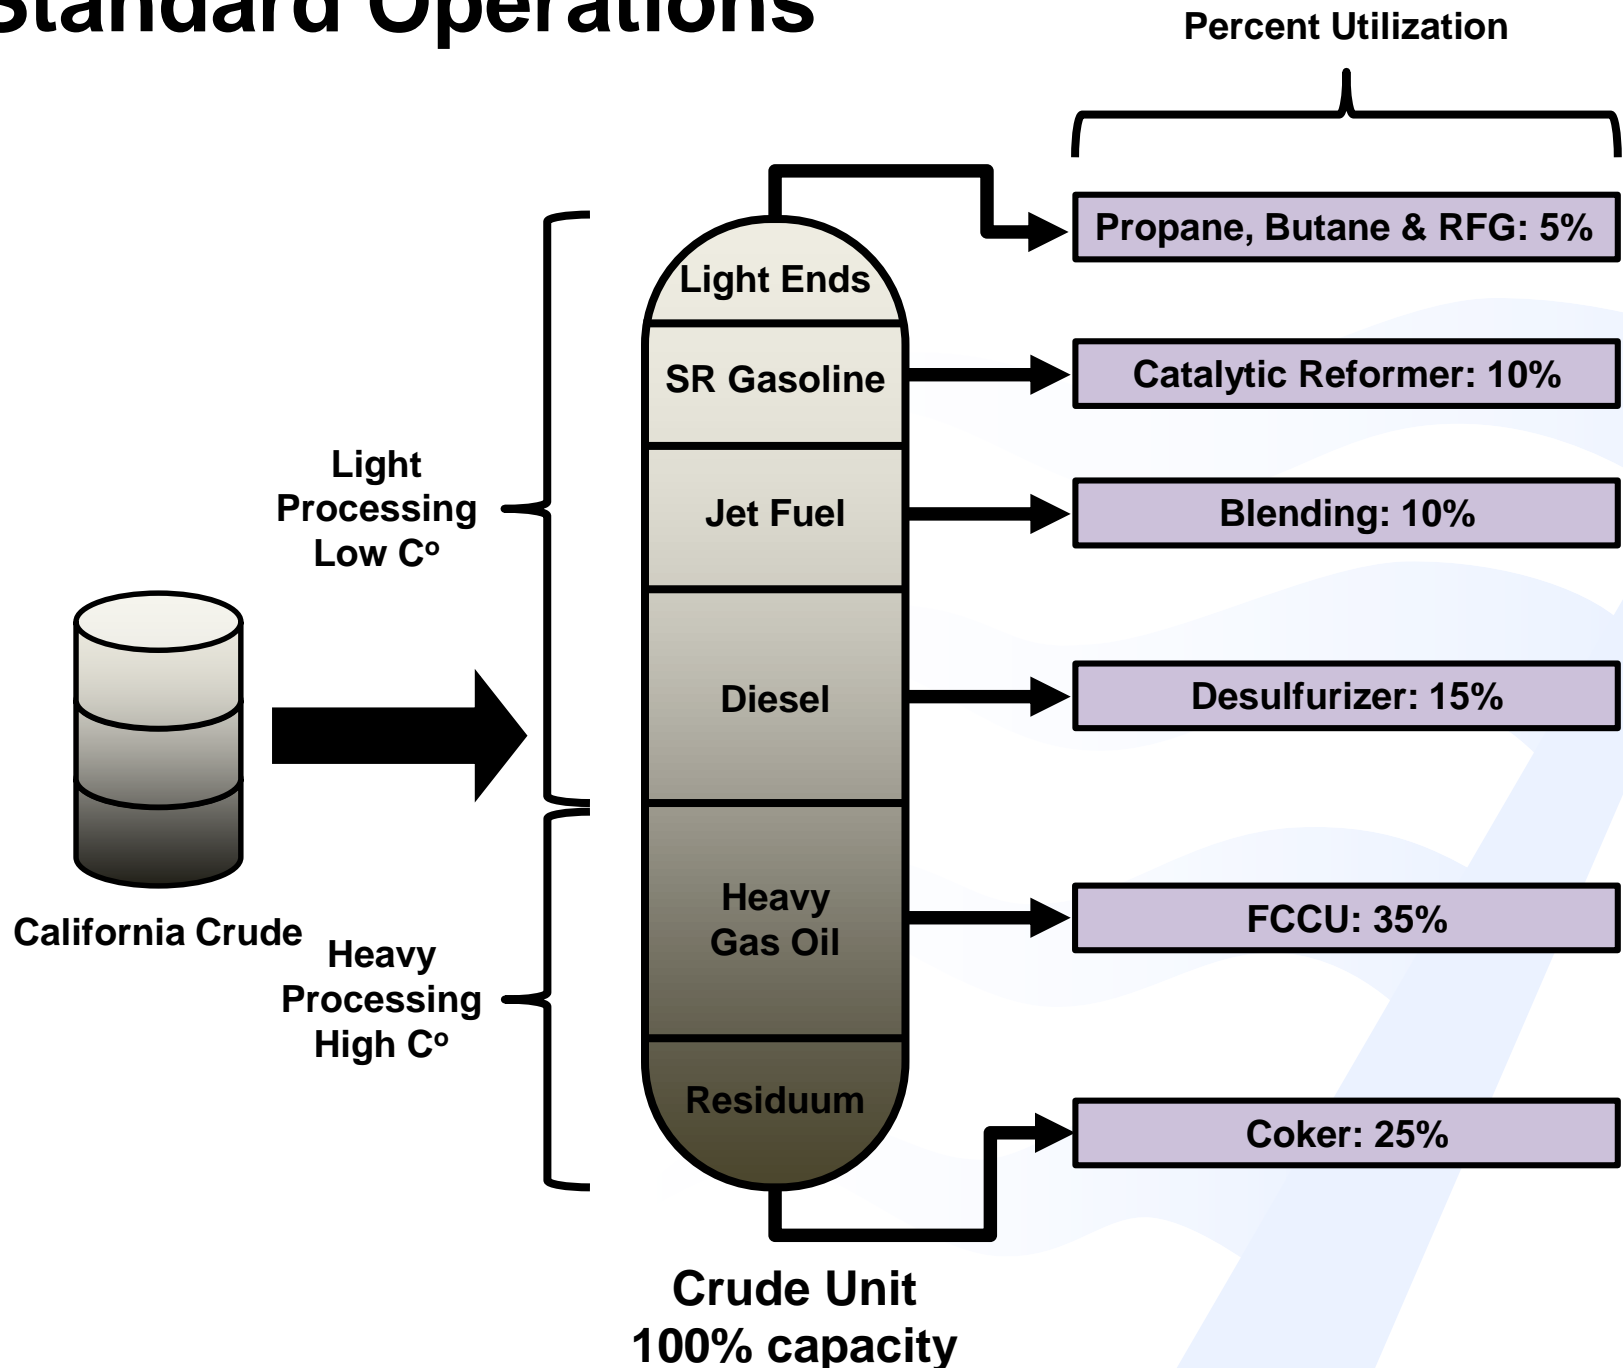 Standard Operations
Percent Utilization
Propane, Butane & RFG: 5%
Light Ends
SR Gasoline
Catalytic Reformer: 10%
Light
Processing
Low Cº
Jet Fuel
Blending: 10%
Diesel
Desulfurizer: 15%
Heavy
Gas Oil
FCCU: 35%
California Crude
Heavy
Processing
High Cº
Residuum
Coker: 25%
Crude Unit
100% capacity